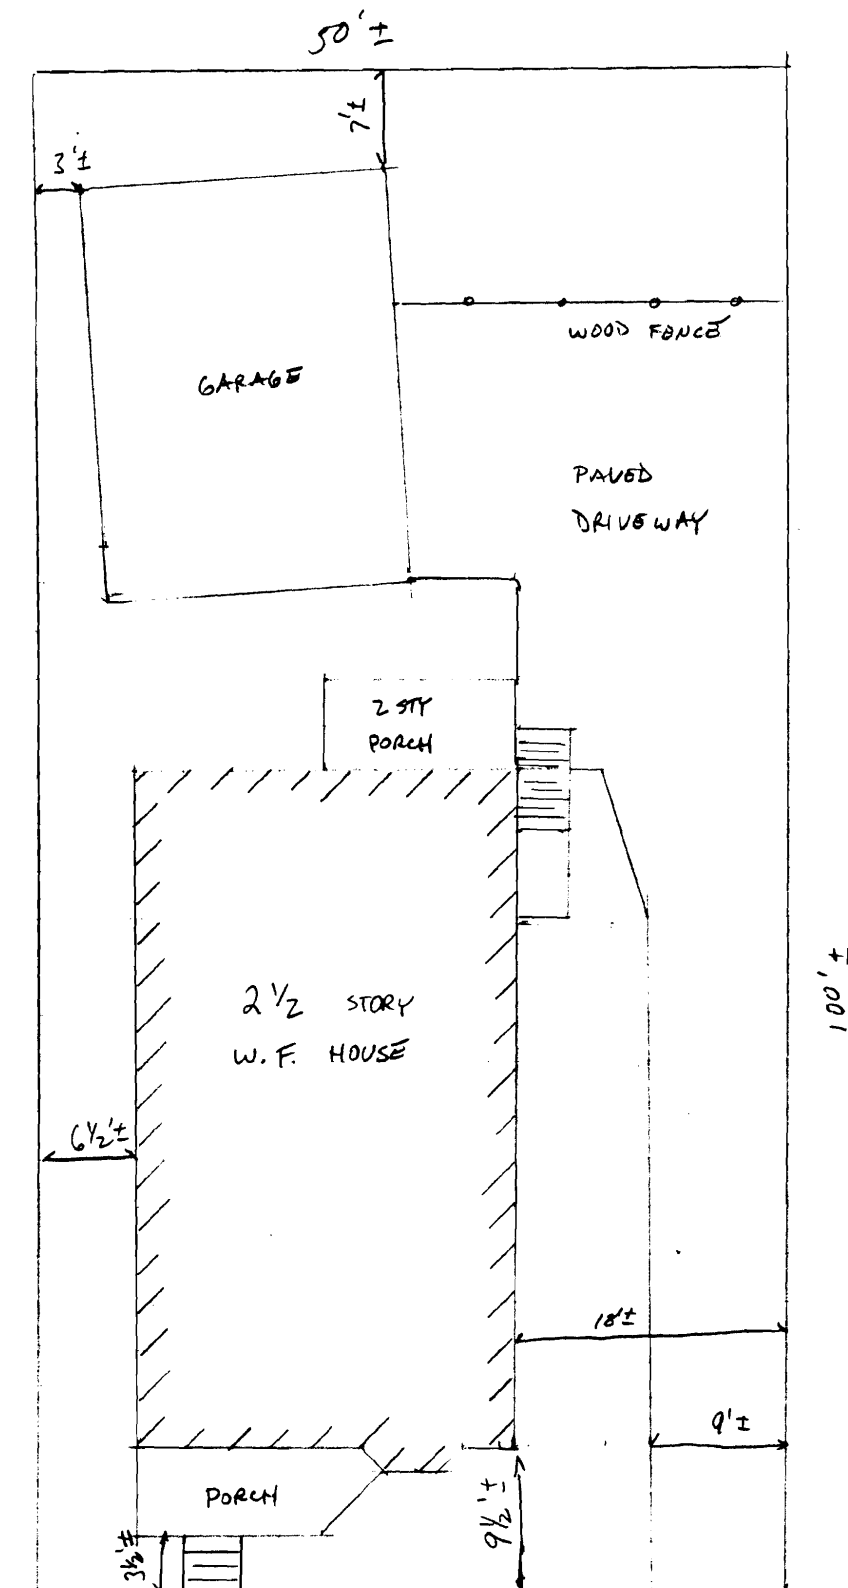 50'±
7'±
3'±
WOOD FENCE
GARAGE
PAVED
DRIVEWAY
2 STY
PORCH
2 1/2 STORY
W. F. HOUSE
100'±
6 1/2'±
18'±
9'±
PORCH
9 1/2'±
3 1/2'±